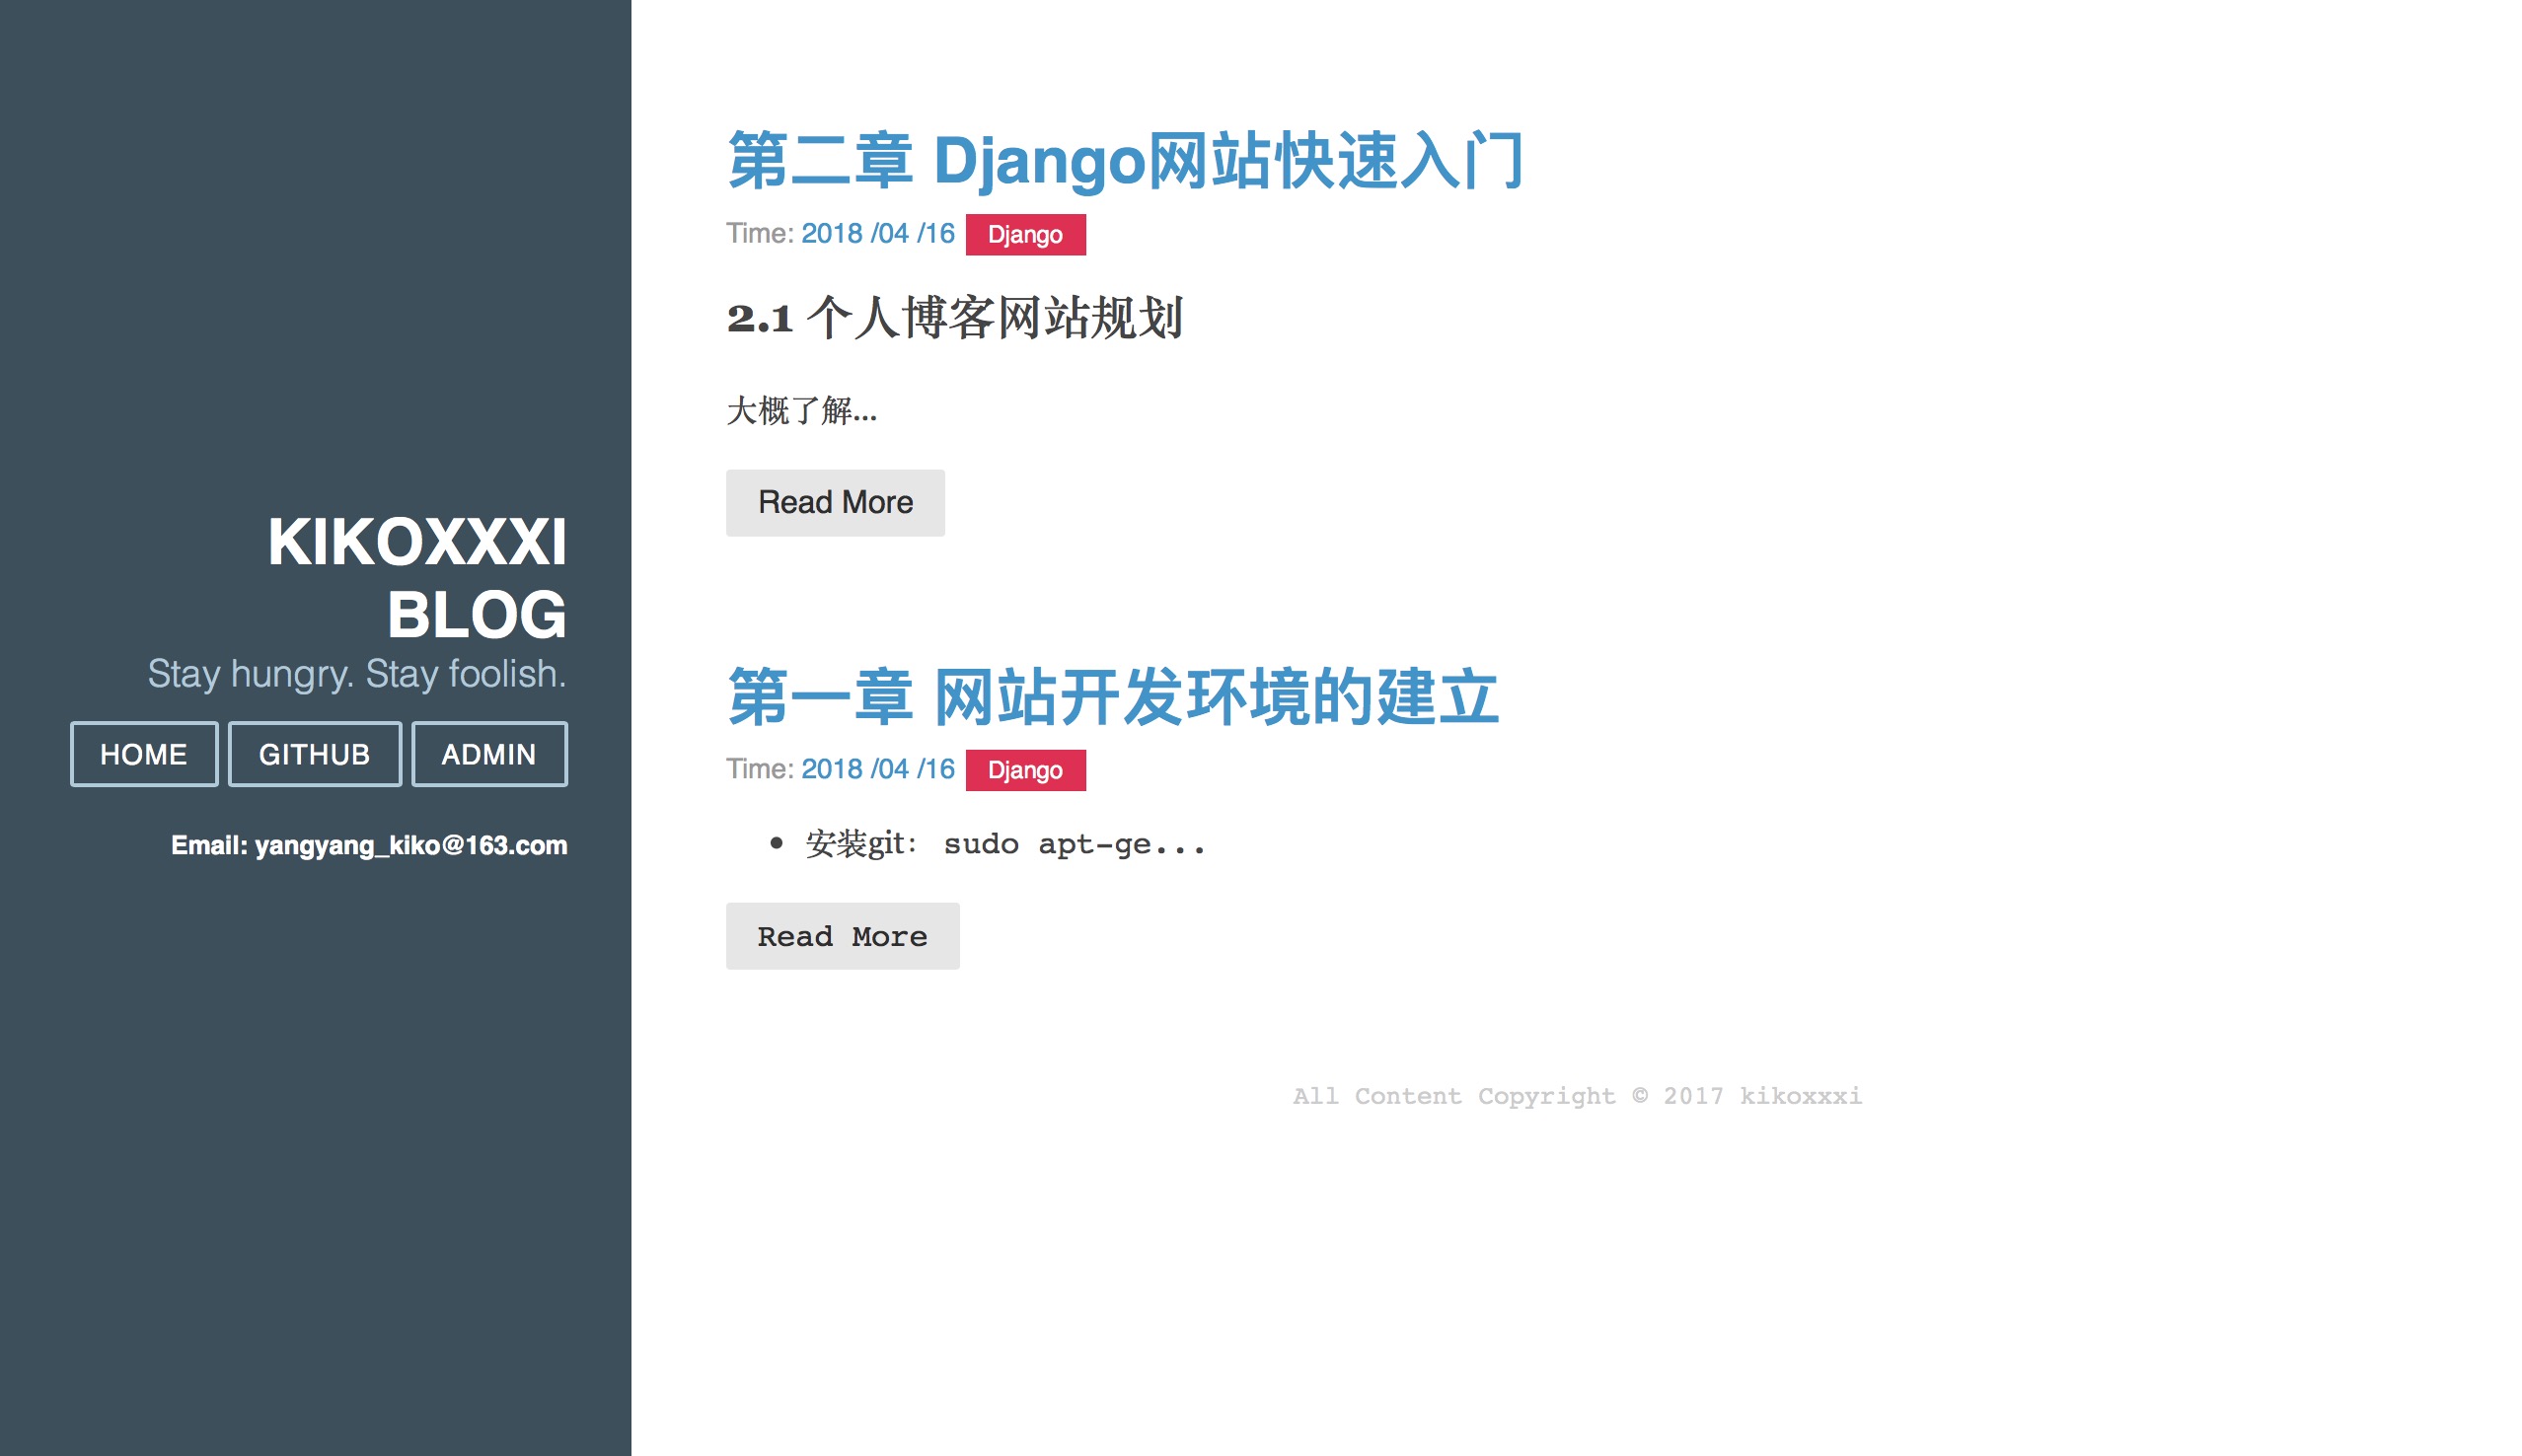 KIKOXXXI
BLOG
Stay hungry. Stay foolish.
HOME GITHUB ADMIN
Email: yangyang_kiko@163.com
第二章 Django网站快速入门
Time: 2018 /04 /16 Django
2.1 个人博客网站规划
大概了解...
Read More
第一章 网站开发环境的建立
Time: 2018 /04 /16 Django
• 安装git： sudo apt-ge...
Read More
All Content Copyright © 2017 kikoxxxi